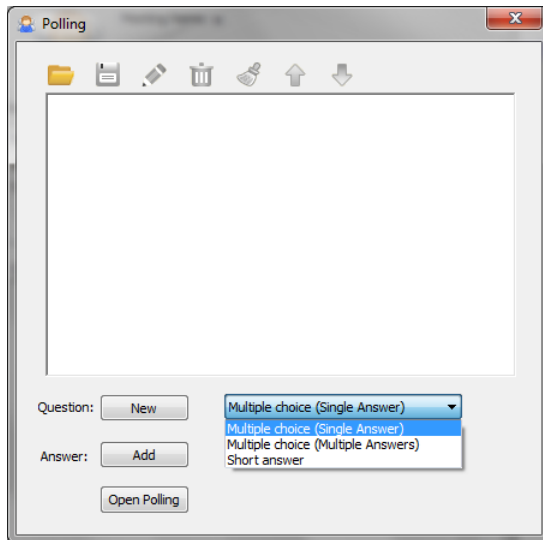 Polling
Question: New Multiple choice (Single Answer)
Multiple choice (Single Answer)
Multiple choice (Multiple Answers)
Answer: Add
Short answer
Open Polling